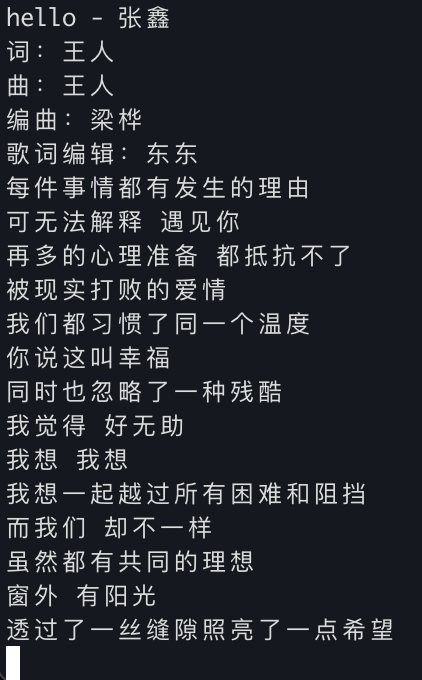 hello - 张鑫
词: 王人
曲: 王人
编曲: 梁桦
歌词编辑: 东东
每件事情都有发生的理由
可无法解释 遇见你
再多的心理准备 都抵抗不了
被现实打败的爱情
我们都习惯了同一个温度
你说这叫幸福
同时也忽略了一种残酷
我觉得 好无助
我想 我想
我想一起越过所有困难和阻挡
而我们 却不一样
虽然都有共同的理想
窗外 有阳光
透过了一丝缝隙照亮了一点希望